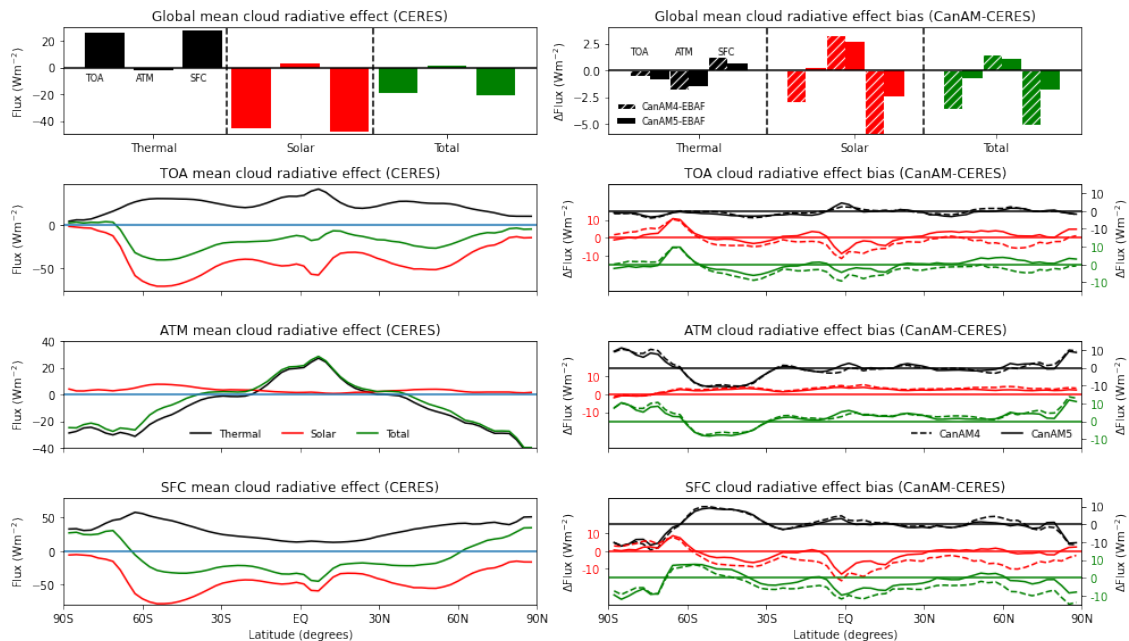 Global mean cloud radiative effect (CERES)
Flux (Wm⁻²)
20
0
−20
−40
TOA
ATM
SFC
Thermal
Solar
Total
Global mean cloud radiative effect bias (CanAM-CERES)
ΔFlux (Wm⁻²)
2.5
0.0
−2.5
−5.0
TOA
ATM
SFC
CanAM4-EBAF
CanAM5-EBAF
Thermal
Solar
Total
TOA mean cloud radiative effect (CERES)
Flux (Wm⁻²)
0
−50
TOA cloud radiative effect bias (CanAM-CERES)
ΔFlux (Wm⁻²)
10
0
-10
10
0
-10
10
0
-10
ΔFlux (Wm⁻²)
ATM mean cloud radiative effect (CERES)
Flux (Wm⁻²)
40
20
0
−20
−40
Thermal
Solar
Total
ATM cloud radiative effect bias (CanAM-CERES)
ΔFlux (Wm⁻²)
10
0
-10
10
0
-10
10
0
-10
ΔFlux (Wm⁻²)
CanAM4
CanAM5
SFC mean cloud radiative effect (CERES)
Flux (Wm⁻²)
50
0
−50
90S
60S
30S
EQ
30N
60N
90N
Latitude (degrees)
SFC cloud radiative effect bias (CanAM-CERES)
ΔFlux (Wm⁻²)
10
0
-10
10
0
-10
10
0
-10
ΔFlux (Wm⁻²)
90S
60S
30S
EQ
30N
60N
90N
Latitude (degrees)